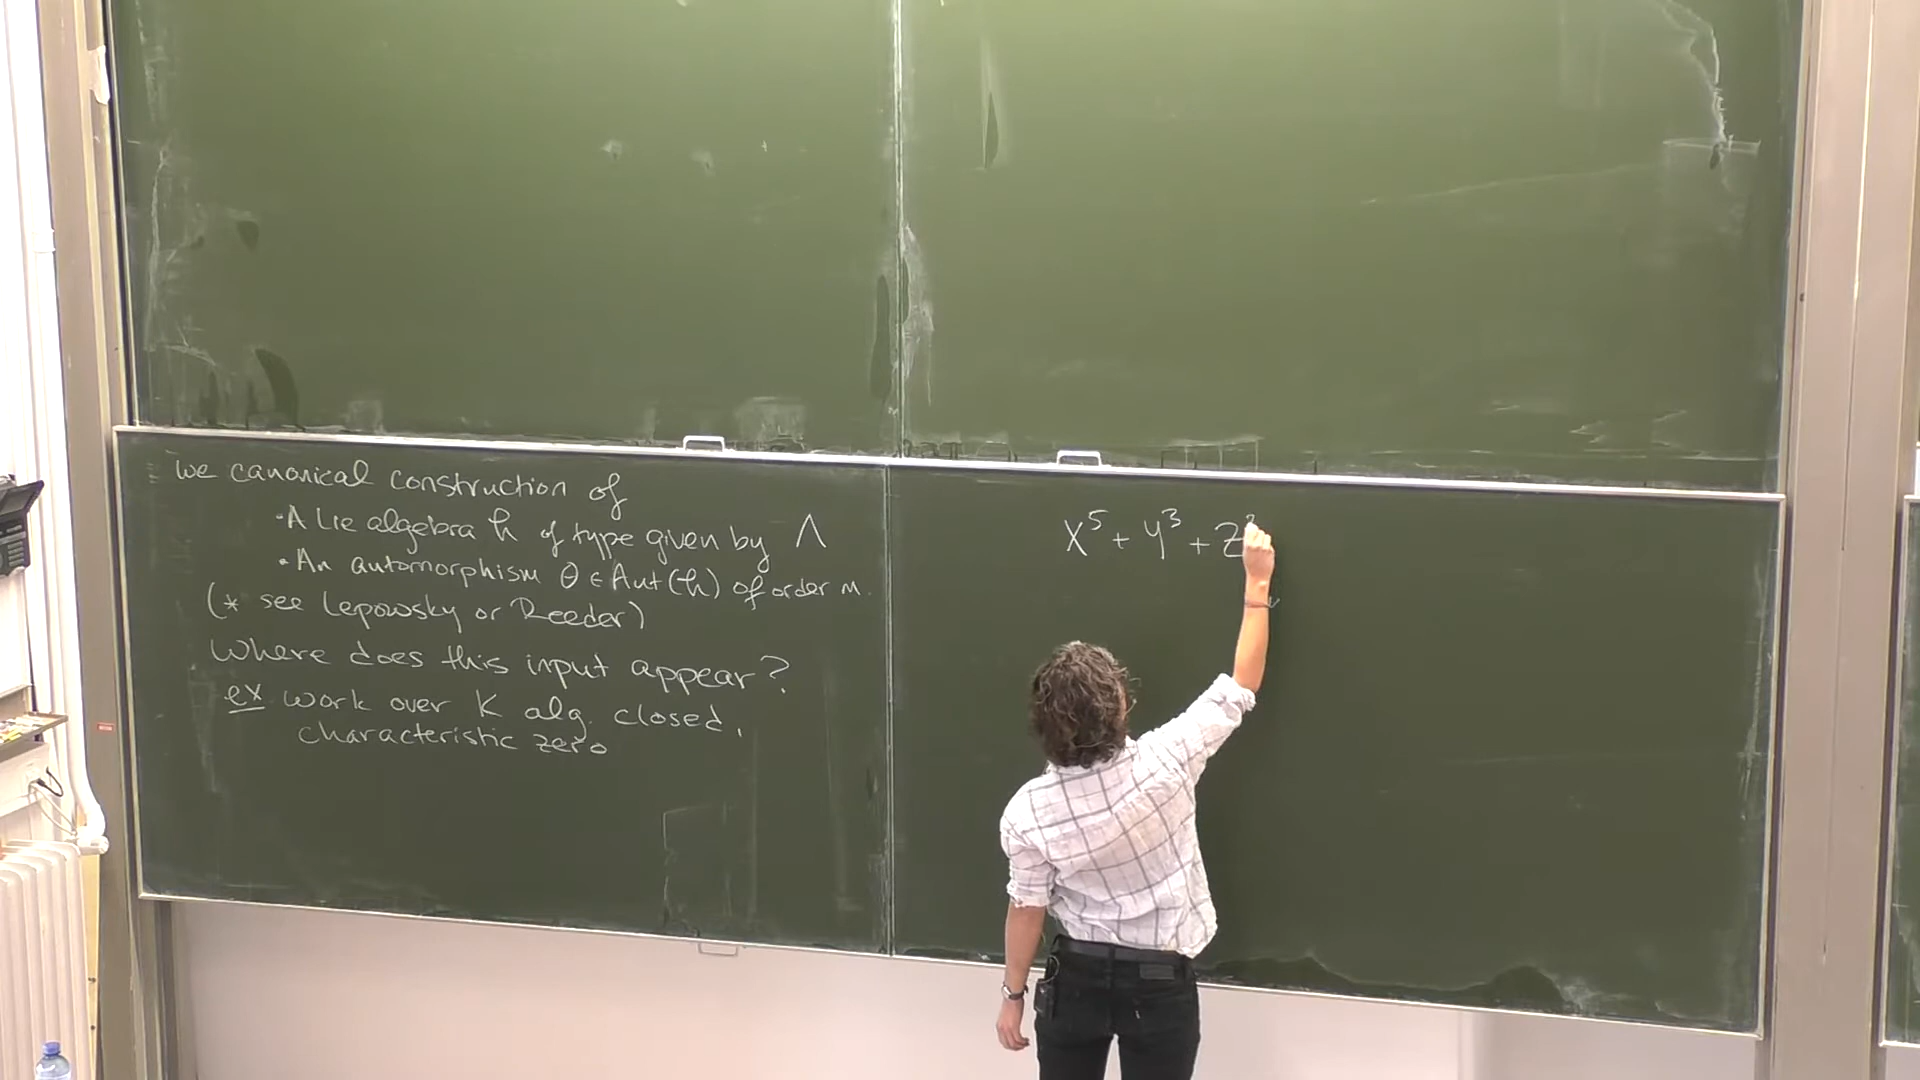 we canonical construction of
· A Lie algebra h of type given by Λ
· An automorphism θ ∈ Aut(h) of order m.
(* see Lepowsky or Reeder)
Where does this input appear?
ex work over K alg. closed,
characteristic zero
x⁵ + y³ + z